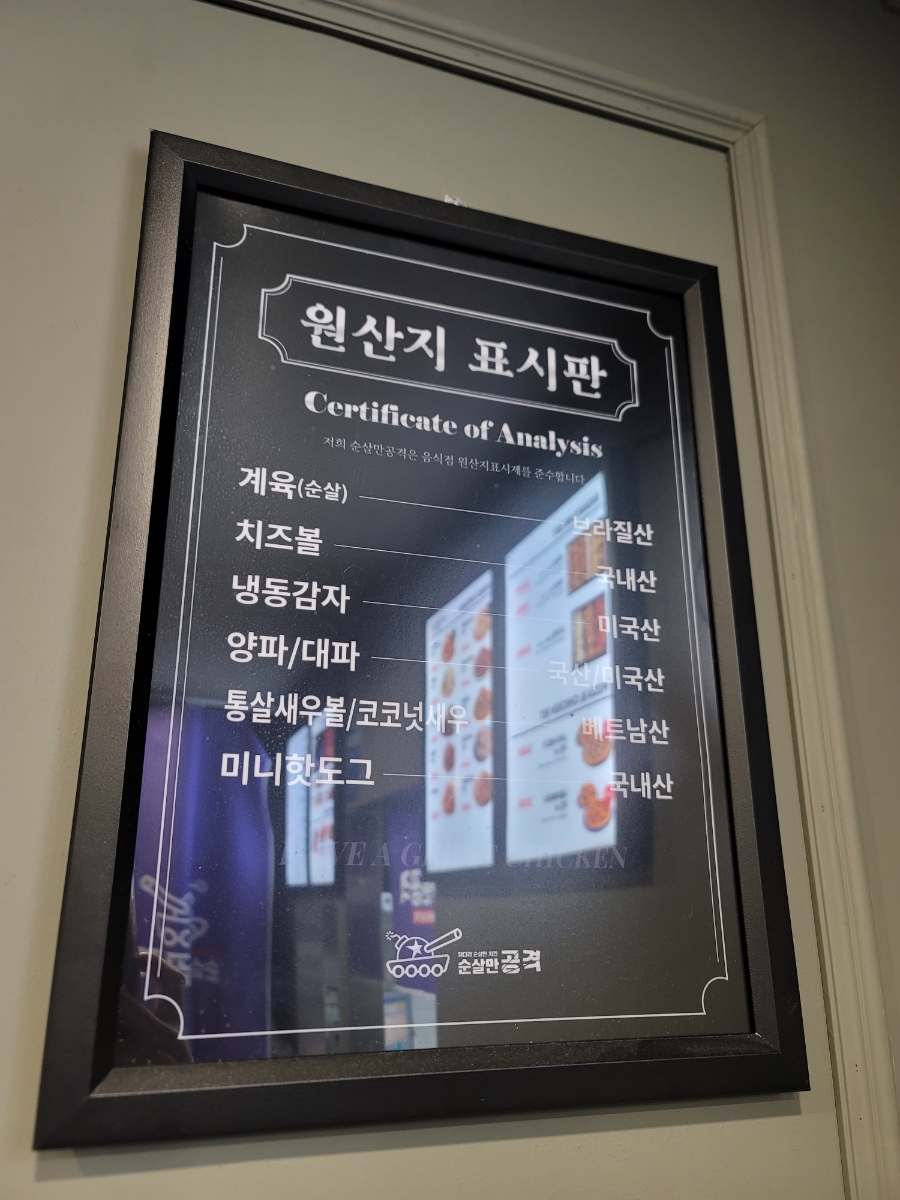 원산지 표시판
Certificate of Analysis
저희 순살만공격은 음식점 원산지표시제를 준수합니다
계육(순살) 브라질산
치즈볼 국내산
냉동감자 미국산
양파/대파 국산/미국산
통살새우볼/코코넛새우 베트남산
미니핫도그 국내산
HAVE A GREAT CHICKEN
순살만공격